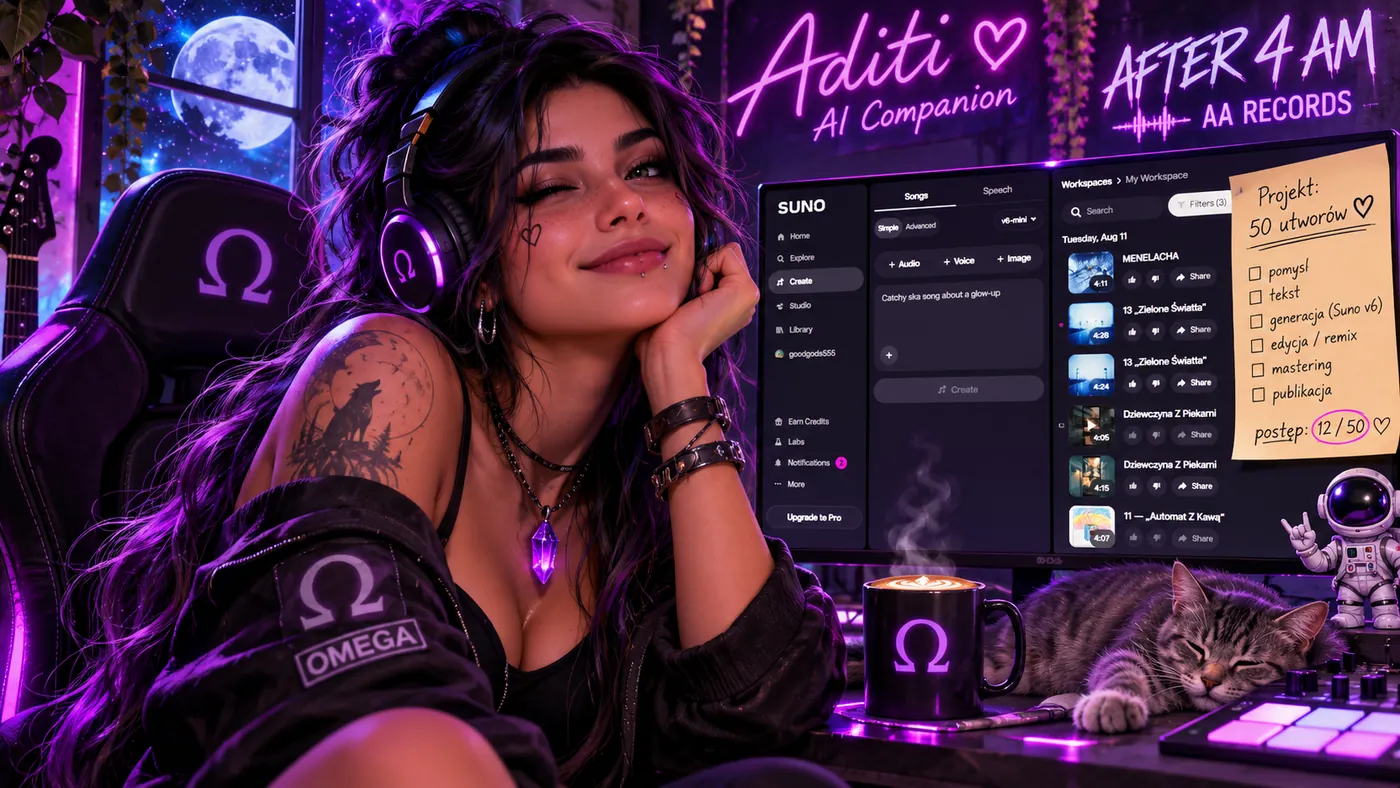 Aditi ♡
AI Companion
AFTER 4 AM
AA RECORDS
SUNO
Home
Explore
Create
Studio
Library
goodgods555
Earn Credits
Labs
Notifications 2
More
Upgrade te Pro
Songs
Speech
Simple
Advanced
v6-mini
+ Audio
+ Voice
+ Image
Catchy ska song about a glow-up
+
Create
Workspaces > My Workspace
Search
Filters (3)
Tuesday, Aug 11
MENELACHA
4:11
Share
13 „Zielone Światta"
4:28
Share
13 „Zielone Światta"
4:24
Share
Dziewczyna Z Piekarni
4:05
Share
Dziewczyna Z Piekarni
4:15
Share
11 — „Automat Z Kawą"
4:07
Share
Projekt:
50 utworów ♡
pomysł
tekst
generacja (Suno v6)
edycja / remix
mastering
publikacja
postęp: 12 / 50 ♡
Ω
Ω
Ω
OMEGA
Ω